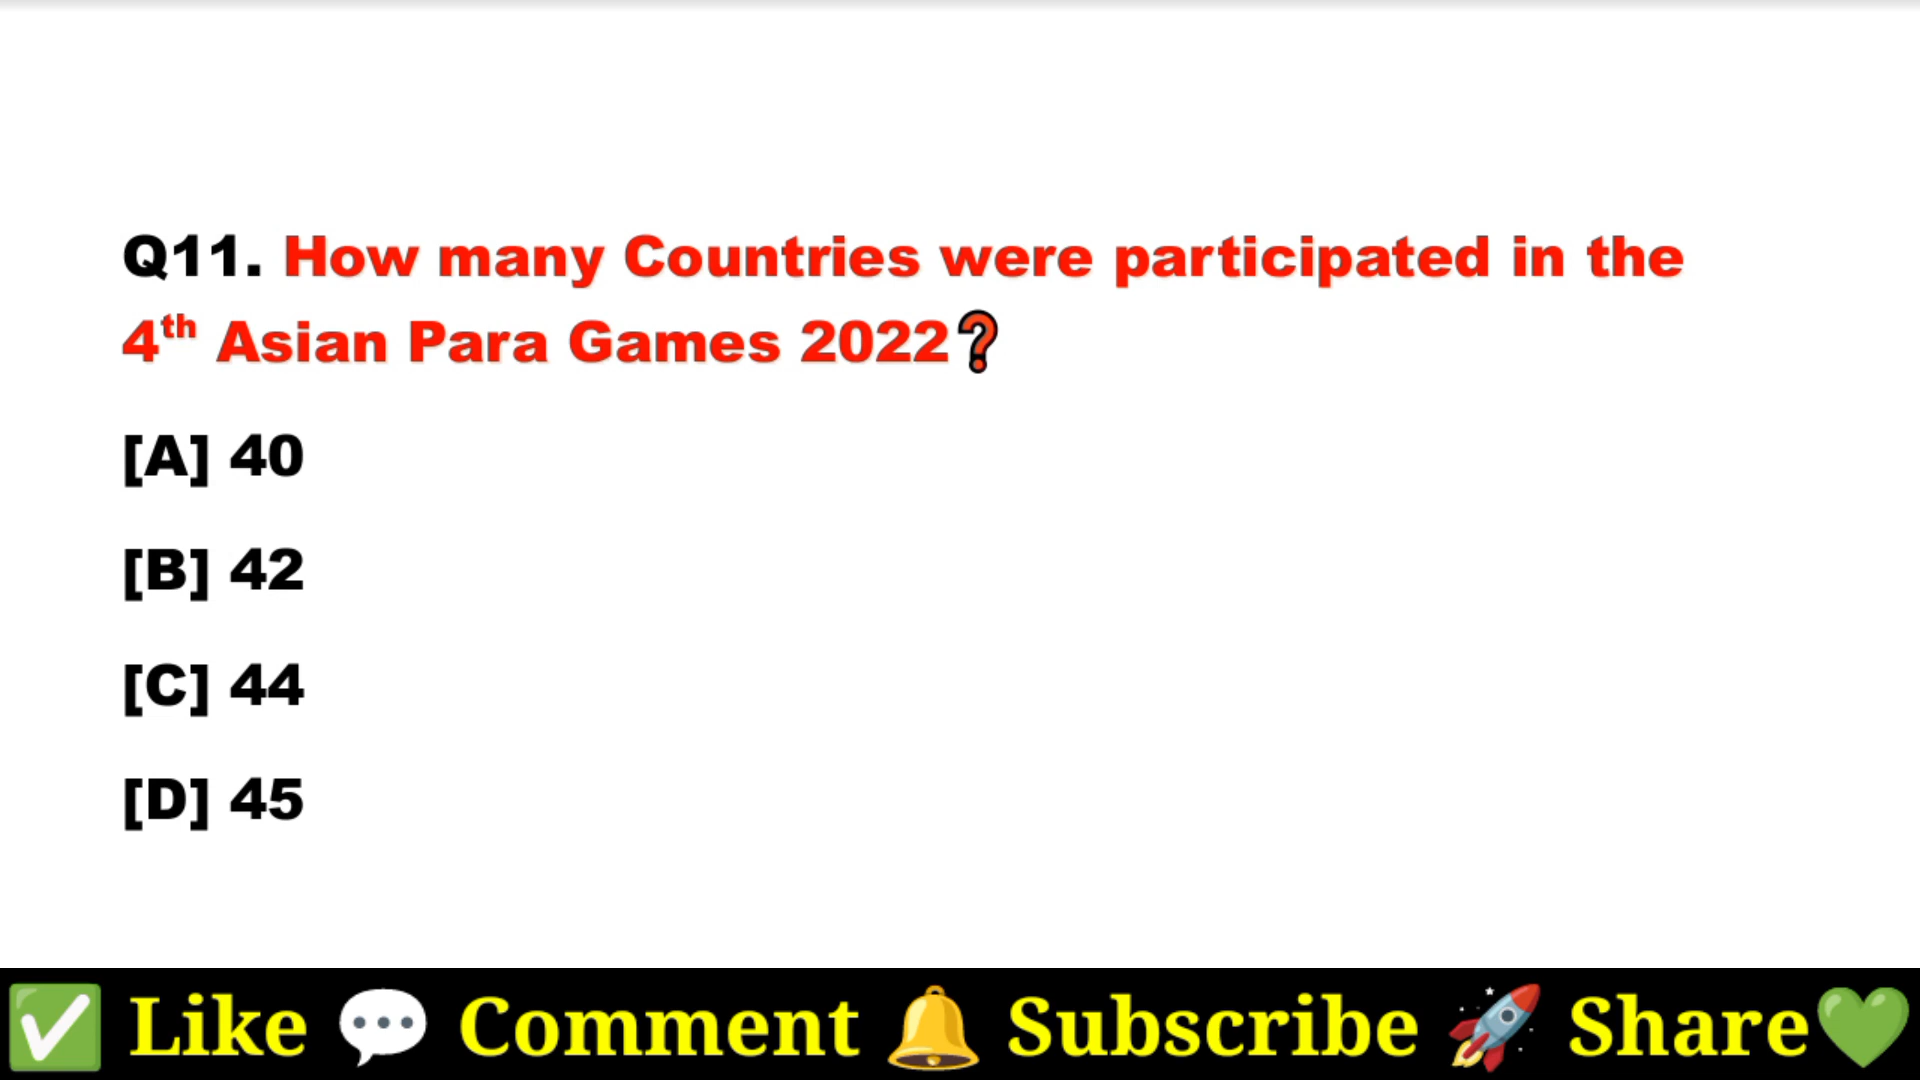 Q11. How many Countries were participated in the
4th Asian Para Games 2022❓
[A] 40
[B] 42
[C] 44
[D] 45
✅ Like 💬 Comment 🔔 Subscribe 🚀 Share💚